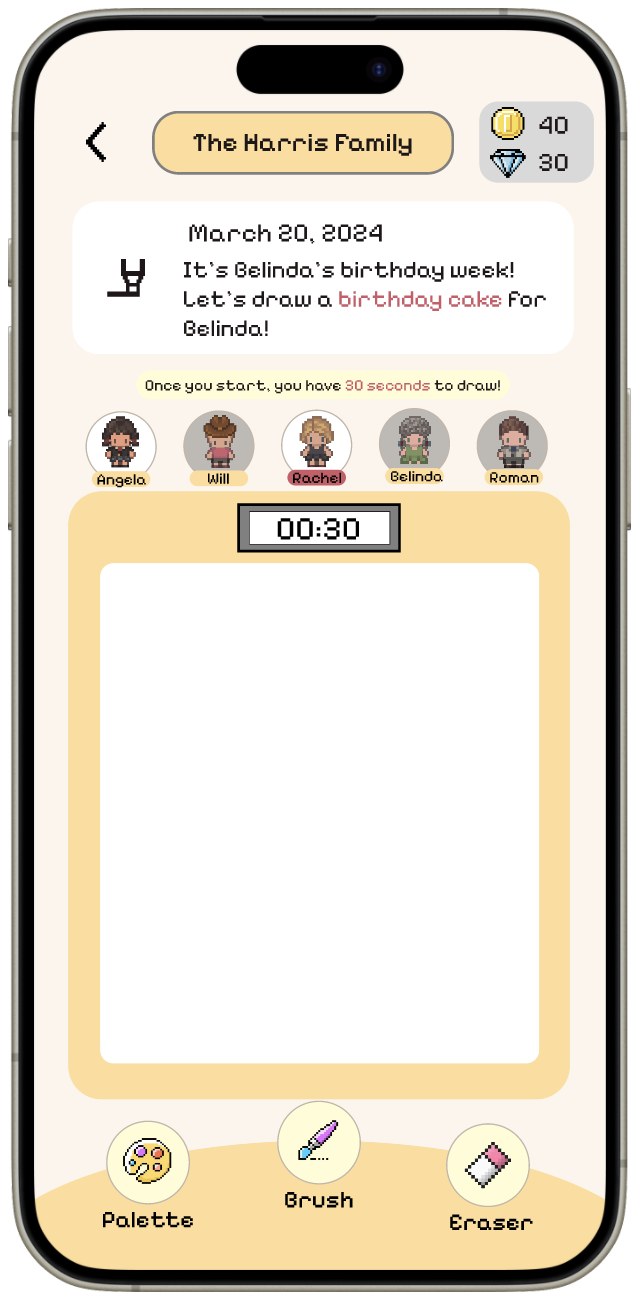 The Harris Family
40
30
March 20, 2024
It's Belinda's birthday week!
Let's draw a birthday cake for
Belinda!
Once you start, you have 30 seconds to draw!
Angela Will Rachel Belinda Roman
00:30
Palette Brush Eraser